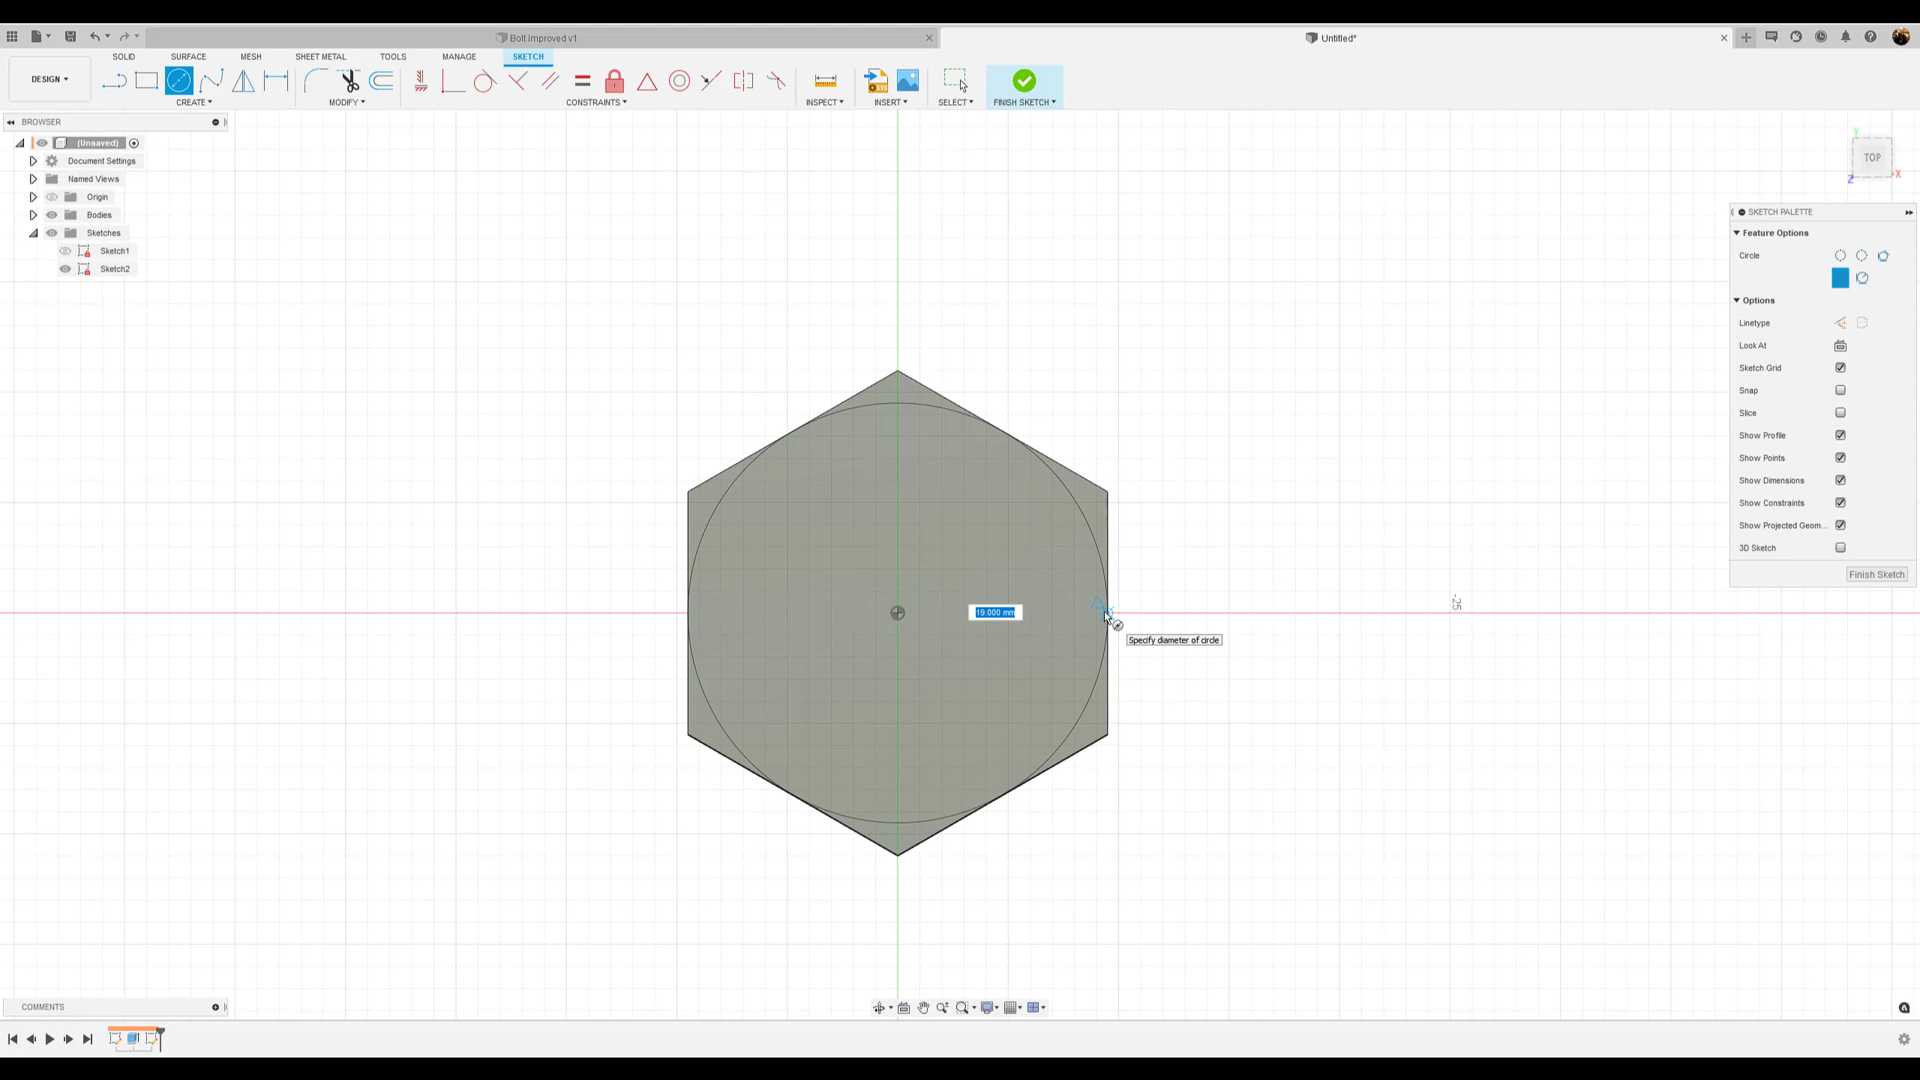 Bolt improved v1
Untitled*
DESIGN
SOLID
SURFACE
MESH
SHEET METAL
TOOLS
MANAGE
SKETCH
CREATE
MODIFY
CONSTRAINTS
INSPECT
INSERT
SELECT
FINISH SKETCH
BROWSER
(Unsaved)
Document Settings
Named Views
Origin
Bodies
Sketches
Sketch1
Sketch2
Y
TOP
X
Z
SKETCH PALETTE
Feature Options
Circle
Options
Linetype
Look At
Sketch Grid
Snap
Slice
Show Profile
Show Points
Show Dimensions
Show Constraints
Show Projected Geom...
3D Sketch
Finish Sketch
-25
19.000 mm
Specify diameter of circle
COMMENTS